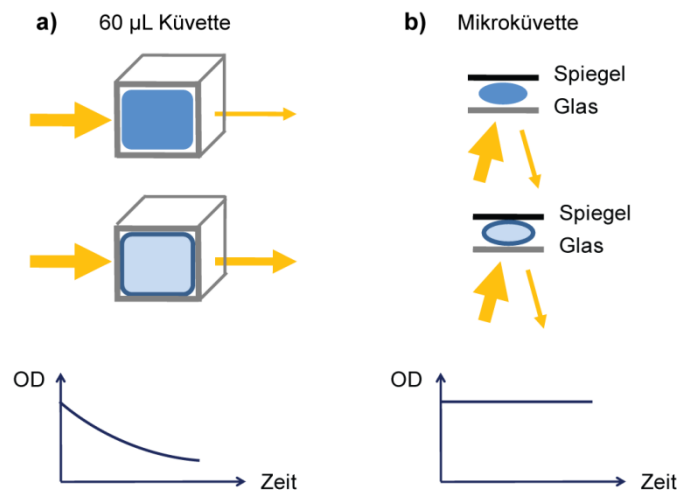 a) 60 µL Küvette
b) Mikroküvette
Spiegel
Glas
Spiegel
Glas
OD
Zeit
OD
Zeit